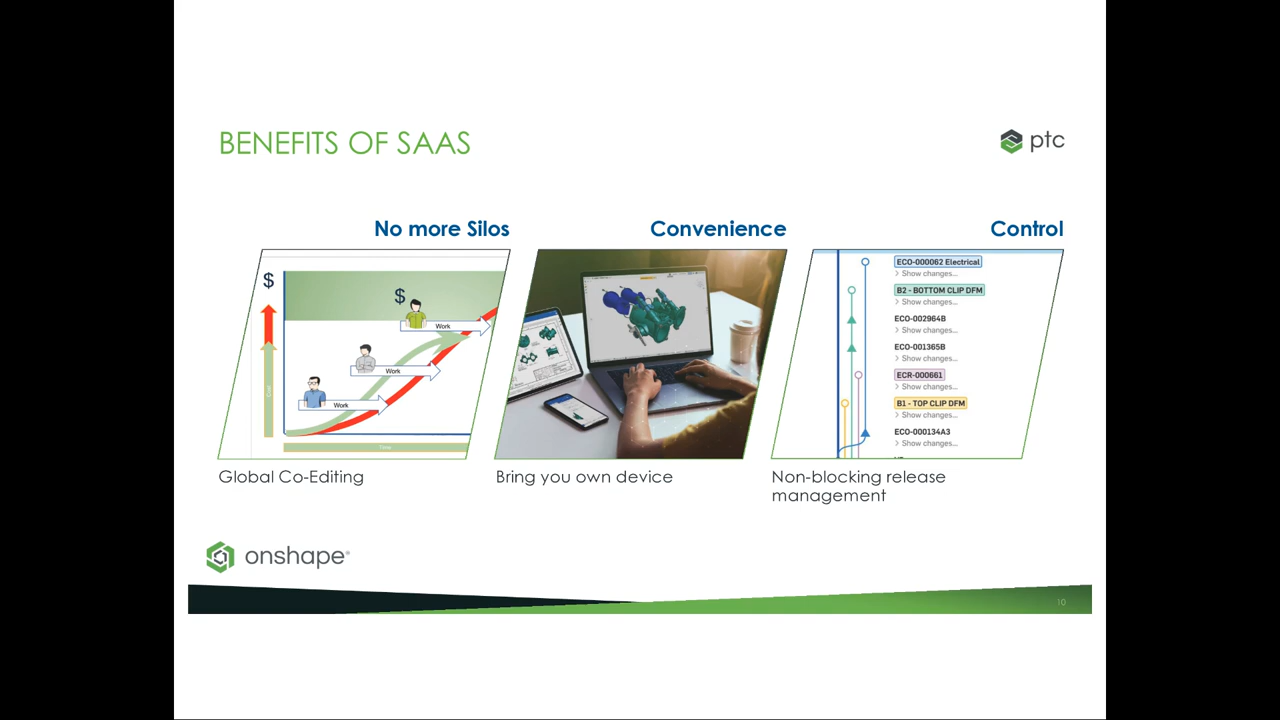 BENEFITS OF SAAS
ptc
No more Silos
Convenience
Control
$
$
Work
Work
Work
Cost
Time
ECO-000062 Electrical
> Show changes...
B2 - BOTTOM CLIP DFM
> Show changes...
ECO-002964B
> Show changes...
ECO-001365B
> Show changes...
ECR-000661
> Show changes...
B1 - TOP CLIP DFM
> Show changes...
ECO-000134A3
> Show changes...
Global Co-Editing
Bring you own device
Non-blocking release
management
onshape®
10